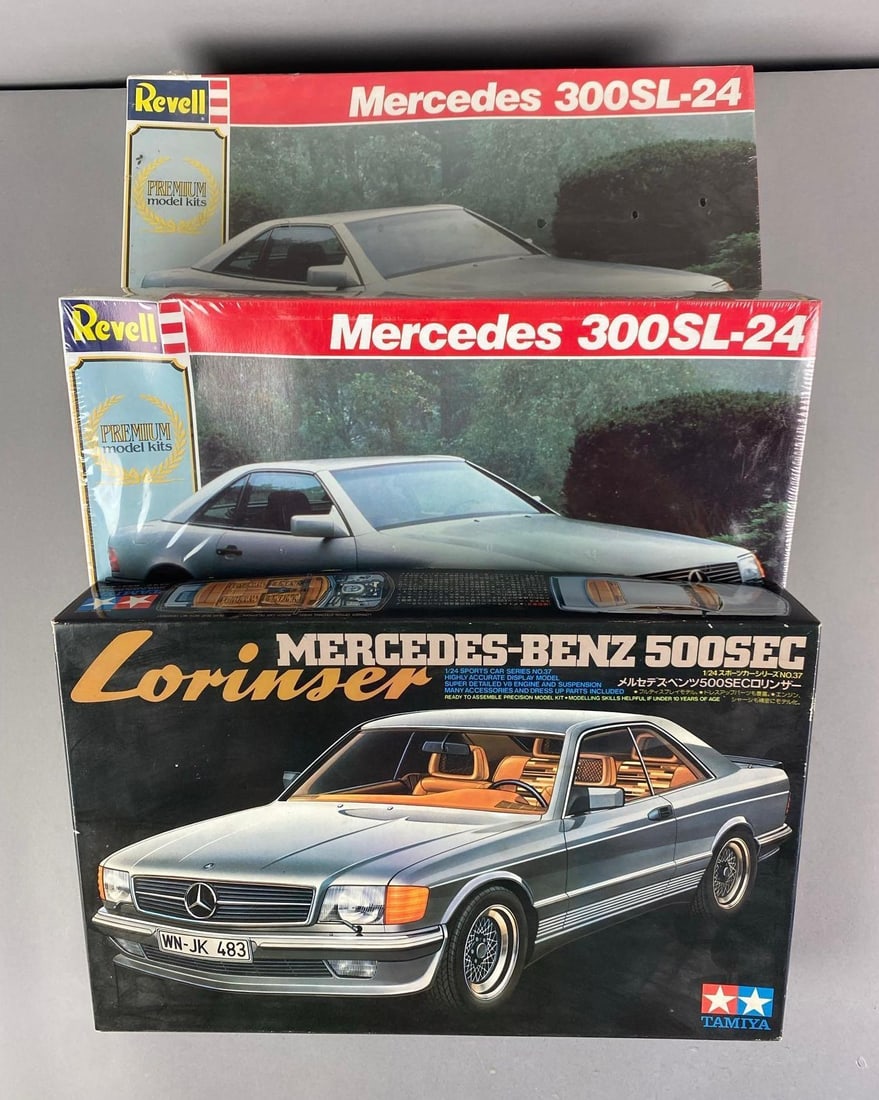 Revell
Mercedes 300SL-24
PREMIUM
model kits
Revell
Mercedes 300SL-24
PREMIUM
model kits
Lorinser
MERCEDES-BENZ 500SEC
1/24 SPORTS CAR SERIES NO.37
HIGHLY ACCURATE DISPLAY MODEL
SUPER DETAILED V8 ENGINE AND SUSPENSION
MANY ACCESSORIES AND DRESS UP PARTS INCLUDED
READY TO ASSEMBLE PRECISION MODEL KIT • MODELLING SKILLS HELPFUL IF UNDER 10 YEARS OF AGE
1/24 スポーツカーシリーズNO.37
メルセデス・ベンツ500SECロリンザー
WN-JK 483
TAMIYA